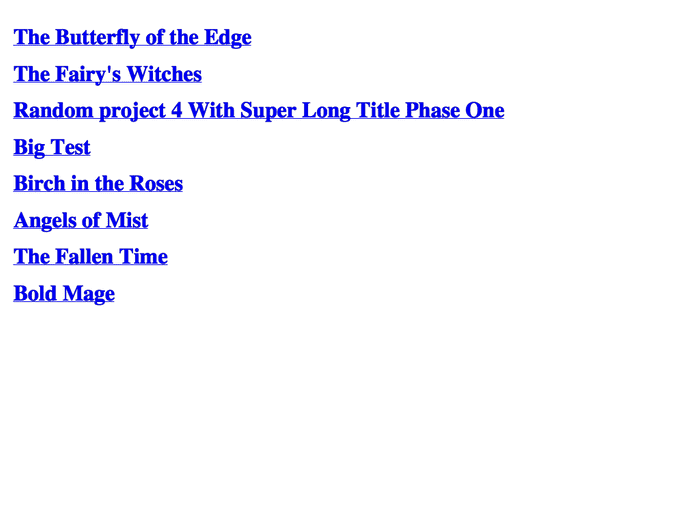 The Butterfly of the Edge
The Fairy's Witches
Random project 4 With Super Long Title Phase One
Big Test
Birch in the Roses
Angels of Mist
The Fallen Time
Bold Mage